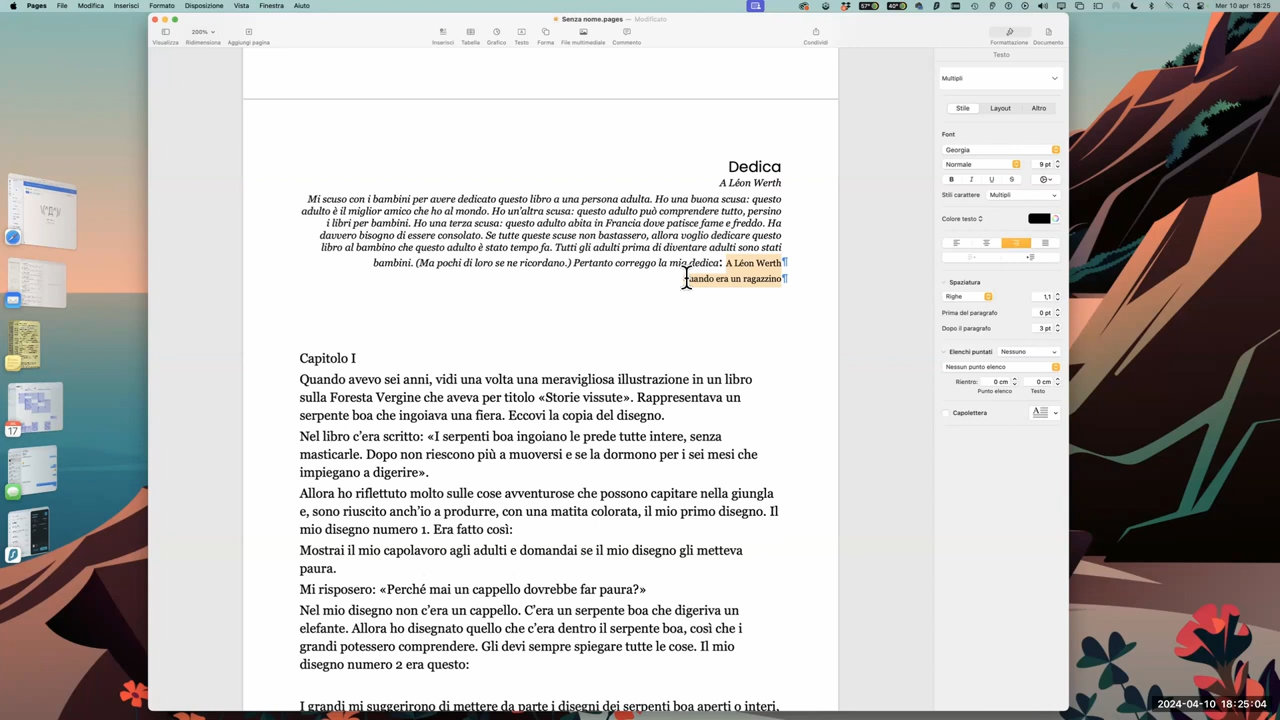 Pages File Modifica Inserisci Formato Disposizione Vista Finestra Aiuto
57° 40° Mer 10 apr 18:25
Senza nome.pages — Modificato
200%
Visualizza Ridimensiona Aggiungi pagina Inserisci Tabella Grafico Testo Forma File multimediale Commento Condividi Formattazione Documento
Testo
Multipli
Stile Layout Altro
Font
Georgia
Normale 9 pt
B I U S
Stili carattere Multipli
Colore testo
Spaziatura
Righe 1,1
Prima del paragrafo 0 pt
Dopo il paragrafo 3 pt
Elenchi puntati Nessuno
Nessun punto elenco
Rientro: 0 cm 0 cm
Punto elenco Testo
Capolettera
Dedica
A Léon Werth
Mi scuso con i bambini per avere dedicato questo libro a una persona adulta. Ho una buona scusa: questo
adulto è il miglior amico che ho al mondo. Ho un'altra scusa: questo adulto può comprendere tutto, persino
i libri per bambini. Ho una terza scusa: questo adulto abita in Francia dove patisce fame e freddo. Ha
davvero bisogno di essere consolato. Se tutte queste scuse non bastassero, allora voglio dedicare questo
libro al bambino che questo adulto è stato tempo fa. Tutti gli adulti prima di diventare adulti sono stati
bambini. (Ma pochi di loro se ne ricordano.) Pertanto correggo la mia dedica: A Léon Werth¶
uando era un ragazzino¶
Capitolo I
Quando avevo sei anni, vidi una volta una meravigliosa illustrazione in un libro
sulla Foresta Vergine che aveva per titolo «Storie vissute». Rappresentava un
serpente boa che ingoiava una fiera. Eccovi la copia del disegno.
Nel libro c'era scritto: «I serpenti boa ingoiano le prede tutte intere, senza
masticarle. Dopo non riescono più a muoversi e se la dormono per i sei mesi che
impiegano a digerire».
Allora ho riflettuto molto sulle cose avventurose che possono capitare nella giungla
e, sono riuscito anch'io a produrre, con una matita colorata, il mio primo disegno. Il
mio disegno numero 1. Era fatto così:
Mostrai il mio capolavoro agli adulti e domandai se il mio disegno gli metteva
paura.
Mi risposero: «Perché mai un cappello dovrebbe far paura?»
Nel mio disegno non c'era un cappello. C'era un serpente boa che digeriva un
elefante. Allora ho disegnato quello che c'era dentro il serpente boa, così che i
grandi potessero comprendere. Gli devi sempre spiegare tutte le cose. Il mio
disegno numero 2 era questo:
I grandi mi suggerirono di mettere da parte i disegni dei serpenti boa aperti o interi,
17
2024-04-10 18:25:04